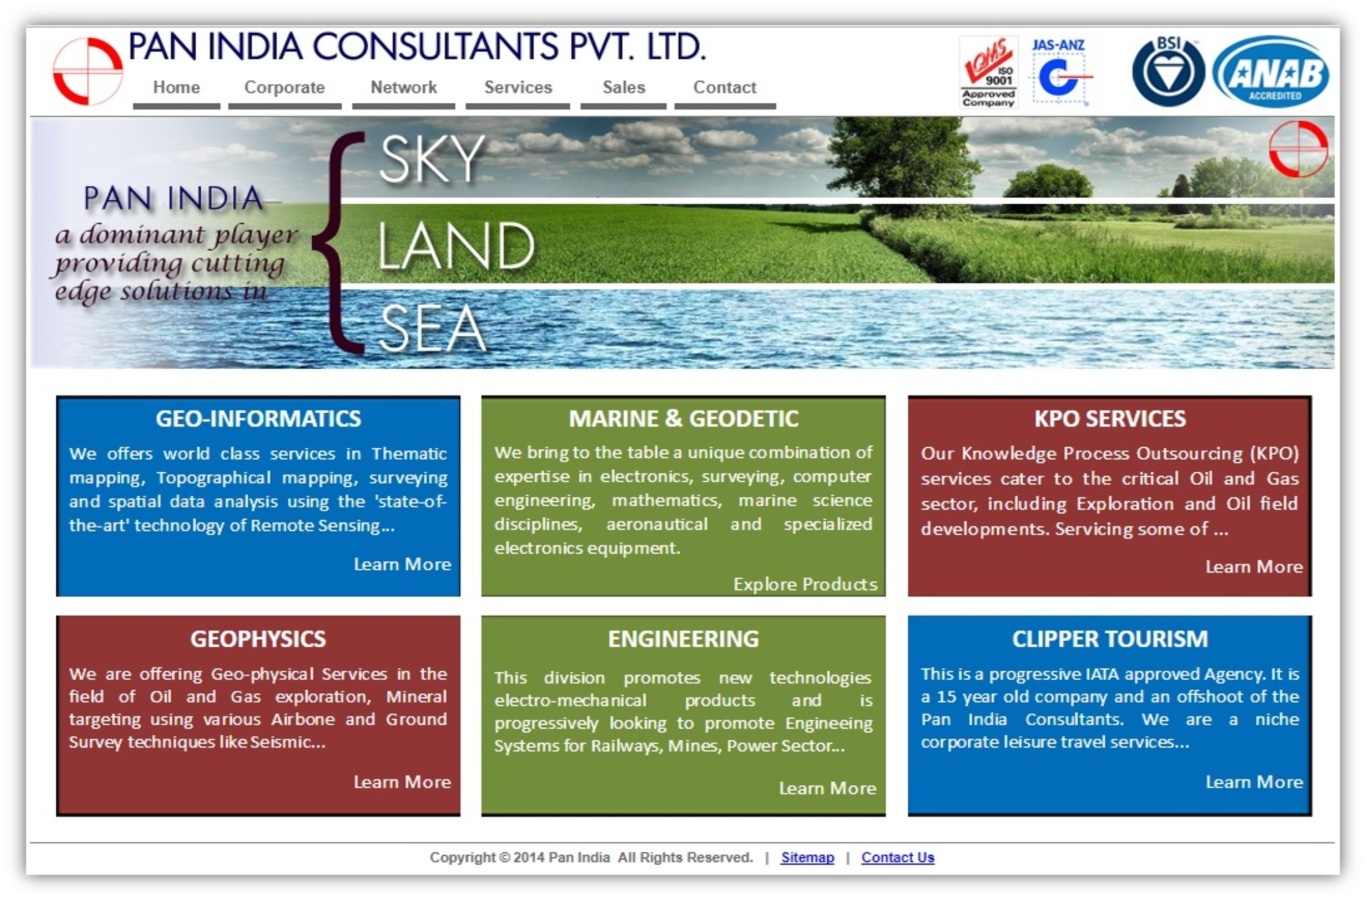 PAN INDIA CONSULTANTS PVT. LTD.
Home Corporate Network Services Sales Contact
QMS
ISO
9001
Approved
Company
JAS-ANZ
BSI
ANAB
ACCREDITED
PAN INDIA
a dominant player
providing cutting
edge solutions in
SKY
LAND
SEA
GEO-INFORMATICS
We offers world class services in Thematic
mapping, Topographical mapping, surveying
and spatial data analysis using the 'state-of-
the-art' technology of Remote Sensing...
Learn More
MARINE & GEODETIC
We bring to the table a unique combination of
expertise in electronics, surveying, computer
engineering, mathematics, marine science
disciplines, aeronautical and specialized
electronics equipment.
Explore Products
KPO SERVICES
Our Knowledge Process Outsourcing (KPO)
services cater to the critical Oil and Gas
sector, including Exploration and Oil field
developments. Servicing some of ...
Learn More
GEOPHYSICS
We are offering Geo-physical Services in the
field of Oil and Gas exploration, Mineral
targeting using various Airbone and Ground
Survey techniques like Seismic...
Learn More
ENGINEERING
This division promotes new technologies
electro-mechanical products and is
progressively looking to promote Engineeing
Systems for Railways, Mines, Power Sector...
Learn More
CLIPPER TOURISM
This is a progressive IATA approved Agency. It is
a 15 year old company and an offshoot of the
Pan India Consultants. We are a niche
corporate leisure travel services...
Learn More
Copyright © 2014 Pan India All Rights Reserved. | Sitemap | Contact Us